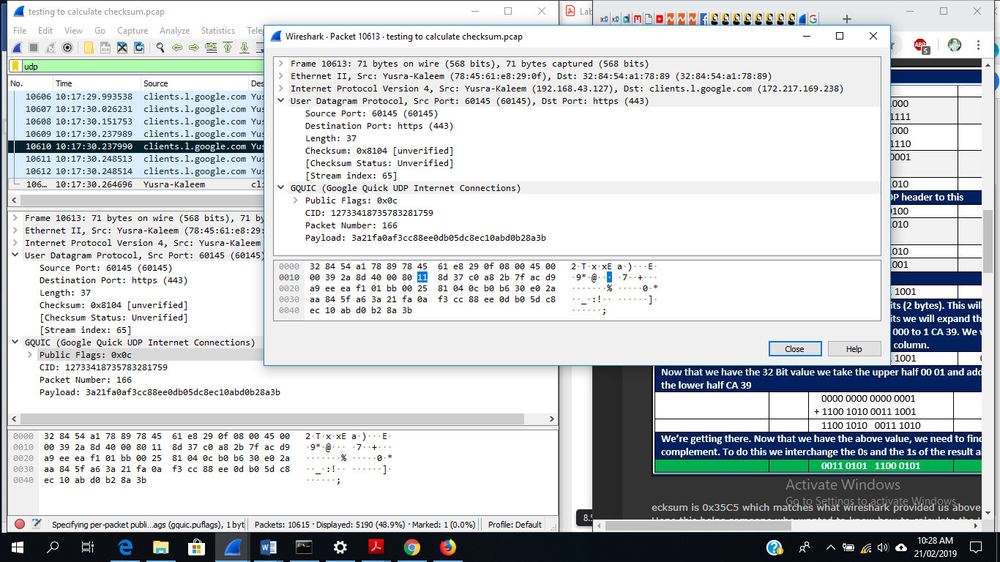 testing to calculate checksum.pcap
File Edit View Go Capture Analyze Statistics Tele
udp
No. Time Source Des
10606 10:17:29.993538 clients.l.google.com Yus
10607 10:17:30.026231 clients.l.google.com Yus
10608 10:17:30.151753 clients.l.google.com Yus
10609 10:17:30.237989 clients.l.google.com Yus
10610 10:17:30.237990 clients.l.google.com Yus
10611 10:17:30.248513 clients.l.google.com Yus
10612 10:17:30.248514 clients.l.google.com Yus
106… 10:17:30.264696 Yusra-Kaleem cli
Frame 10613: 71 bytes on wire (568 bits), 71 by
Ethernet II, Src: Yusra-Kaleem (78:45:61:e8:29:
Internet Protocol Version 4, Src: Yusra-Kaleem
User Datagram Protocol, Src Port: 60145 (60145)
Source Port: 60145 (60145)
Destination Port: https (443)
Length: 37
Checksum: 0x8104 [unverified]
[Checksum Status: Unverified]
[Stream index: 65]
GQUIC (Google Quick UDP Internet Connections)
Public Flags: 0x0c
CID: 12733418735783281759
Packet Number: 166
Payload: 3a21fa0af3cc88ee0db05dc8ec10abd0b28a3b
0000 32 84 54 a1 78 89 78 45 61 e8 29 0f 08 00 45 00 2·T·x·xE a·)···E·
0010 00 39 2a 8d 40 00 80 11 8d 37 c0 a8 2b 7f ac d9 ·9*·@··· ·7··+···
0020 a9 ee ea f1 01 bb 00 25 81 04 0c b0 b6 30 e0 2a ·······% ·····0·*
0030 aa 84 5f a6 3a 21 fa 0a f3 cc 88 ee 0d b0 5d c8 ··_·:!·· ······]·
0040 ec 10 ab d0 b2 8a 3b ······;
Specifying per-packet publi…ags (gquic.puflags), 1 byt
Packets: 10615 · Displayed: 5190 (48.9%) · Marked: 1 (0.0%)
Profile: Default
Wireshark · Packet 10613 · testing to calculate checksum.pcap
Frame 10613: 71 bytes on wire (568 bits), 71 bytes captured (568 bits)
Ethernet II, Src: Yusra-Kaleem (78:45:61:e8:29:0f), Dst: 32:84:54:a1:78:89 (32:84:54:a1:78:89)
Internet Protocol Version 4, Src: Yusra-Kaleem (192.168.43.127), Dst: clients.l.google.com (172.217.169.238)
User Datagram Protocol, Src Port: 60145 (60145), Dst Port: https (443)
Source Port: 60145 (60145)
Destination Port: https (443)
Length: 37
Checksum: 0x8104 [unverified]
[Checksum Status: Unverified]
[Stream index: 65]
GQUIC (Google Quick UDP Internet Connections)
Public Flags: 0x0c
CID: 12733418735783281759
Packet Number: 166
Payload: 3a21fa0af3cc88ee0db05dc8ec10abd0b28a3b
0000 32 84 54 a1 78 89 78 45 61 e8 29 0f 08 00 45 00 2·T·x·xE a·)···E·
0010 00 39 2a 8d 40 00 80 11 8d 37 c0 a8 2b 7f ac d9 ·9*·@··· ·7··+···
0020 a9 ee ea f1 01 bb 00 25 81 04 0c b0 b6 30 e0 2a ·······% ·····0·*
0030 aa 84 5f a6 3a 21 fa 0a f3 cc 88 ee 0d b0 5d c8 ··_·:!·· ······]·
0040 ec 10 ab d0 b2 8a 3b ······;
Close Help
Lab
ABP 5
000
1111
000
1110
0001
1010
DP header to this
0100
1010
1010
001
1 1001
its (2 bytes). This will
its we will expand th
000 to 1 CA 39. We w
column.
1 1001
Now that we have the 32 Bit value we take the upper half 00 01 and add
the lower half CA 39
0000 0000 0000 0001
+ 1100 1010 0011 1001
1100 1010 0011 1010
We're getting there. Now that we have the above value, we need to find
complement. To do this we interchange the 0s and the 1s of the result a
0011 0101 1100 0101
Activate Windows
Go to Settings to activate Windows.
ecksum is 0x35C5 which matches what wireshark provided us above
8.5
10:28 AM
21/02/2019